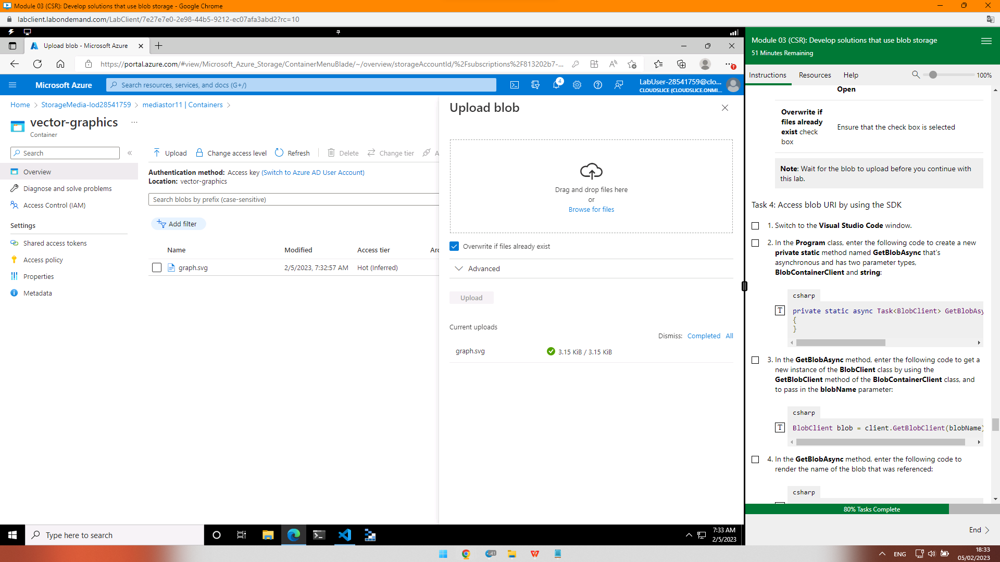 Module 03 (CSR): Develop solutions that use blob storage - Google Chrome
labclient.labondemand.com/LabClient/7e27e7e0-2e98-44b5-9212-ec07afa3abd2?rc=10
Upload blob - Microsoft Azure
https://portal.azure.com/#view/Microsoft_Azure_Storage/ContainerMenuBlade/~/overview/storageAccountId/%2Fsubscriptions%2F813202b7-...
Microsoft Azure
Search resources, services, and docs (G+/)
4
LabUser-28541759@clo...
CLOUDSLICE (CLOUDSLICE.ONMI...
Home
StorageMedia-lod28541759
mediastor11 | Containers
vector-graphics
...
Container
Search
Overview
Diagnose and solve problems
Access Control (IAM)
Settings
Shared access tokens
Access policy
Properties
Metadata
Upload
Change access level
Refresh
Delete
Change tier
A
Authentication method: Access key (Switch to Azure AD User Account)
Location: vector-graphics
Search blobs by prefix (case-sensitive)
Add filter
Name
Modified
Access tier
Arc
graph.svg
2/5/2023, 7:32:57 AM
Hot (Inferred)
Upload blob
Drag and drop files here
or
Browse for files
Overwrite if files already exist
Advanced
Upload
Current uploads
Dismiss: Completed All
graph.svg
3.15 KiB / 3.15 KiB
Type here to search
7:33 AM
2/5/2023
Module 03 (CSR): Develop solutions that use blob storage
51 Minutes Remaining
Instructions
Resources
Help
100%
Open
Overwrite if
files already
exist check
box
Ensure that the check box is selected
Note: Wait for the blob to upload before you continue with
this lab.
Task 4: Access blob URI by using the SDK
1. Switch to the Visual Studio Code window.
2. In the Program class, enter the following code to create a new
private static method named GetBlobAsync that's
asynchronous and has two parameter types,
BlobContainerClient and string:
csharp
T
private static async Task<BlobClient> GetBlobAsy
{
}
3. In the GetBlobAsync method, enter the following code to get a
new instance of the BlobClient class by using the
GetBlobClient method of the BlobContainerClient class, and
to pass in the blobName parameter:
csharp
T
BlobClient blob = client.GetBlobClient(blobName)
4. In the GetBlobAsync method, enter the following code to
render the name of the blob that was referenced:
csharp
80% Tasks Complete
End
41
ENG
18:33
05/02/2023